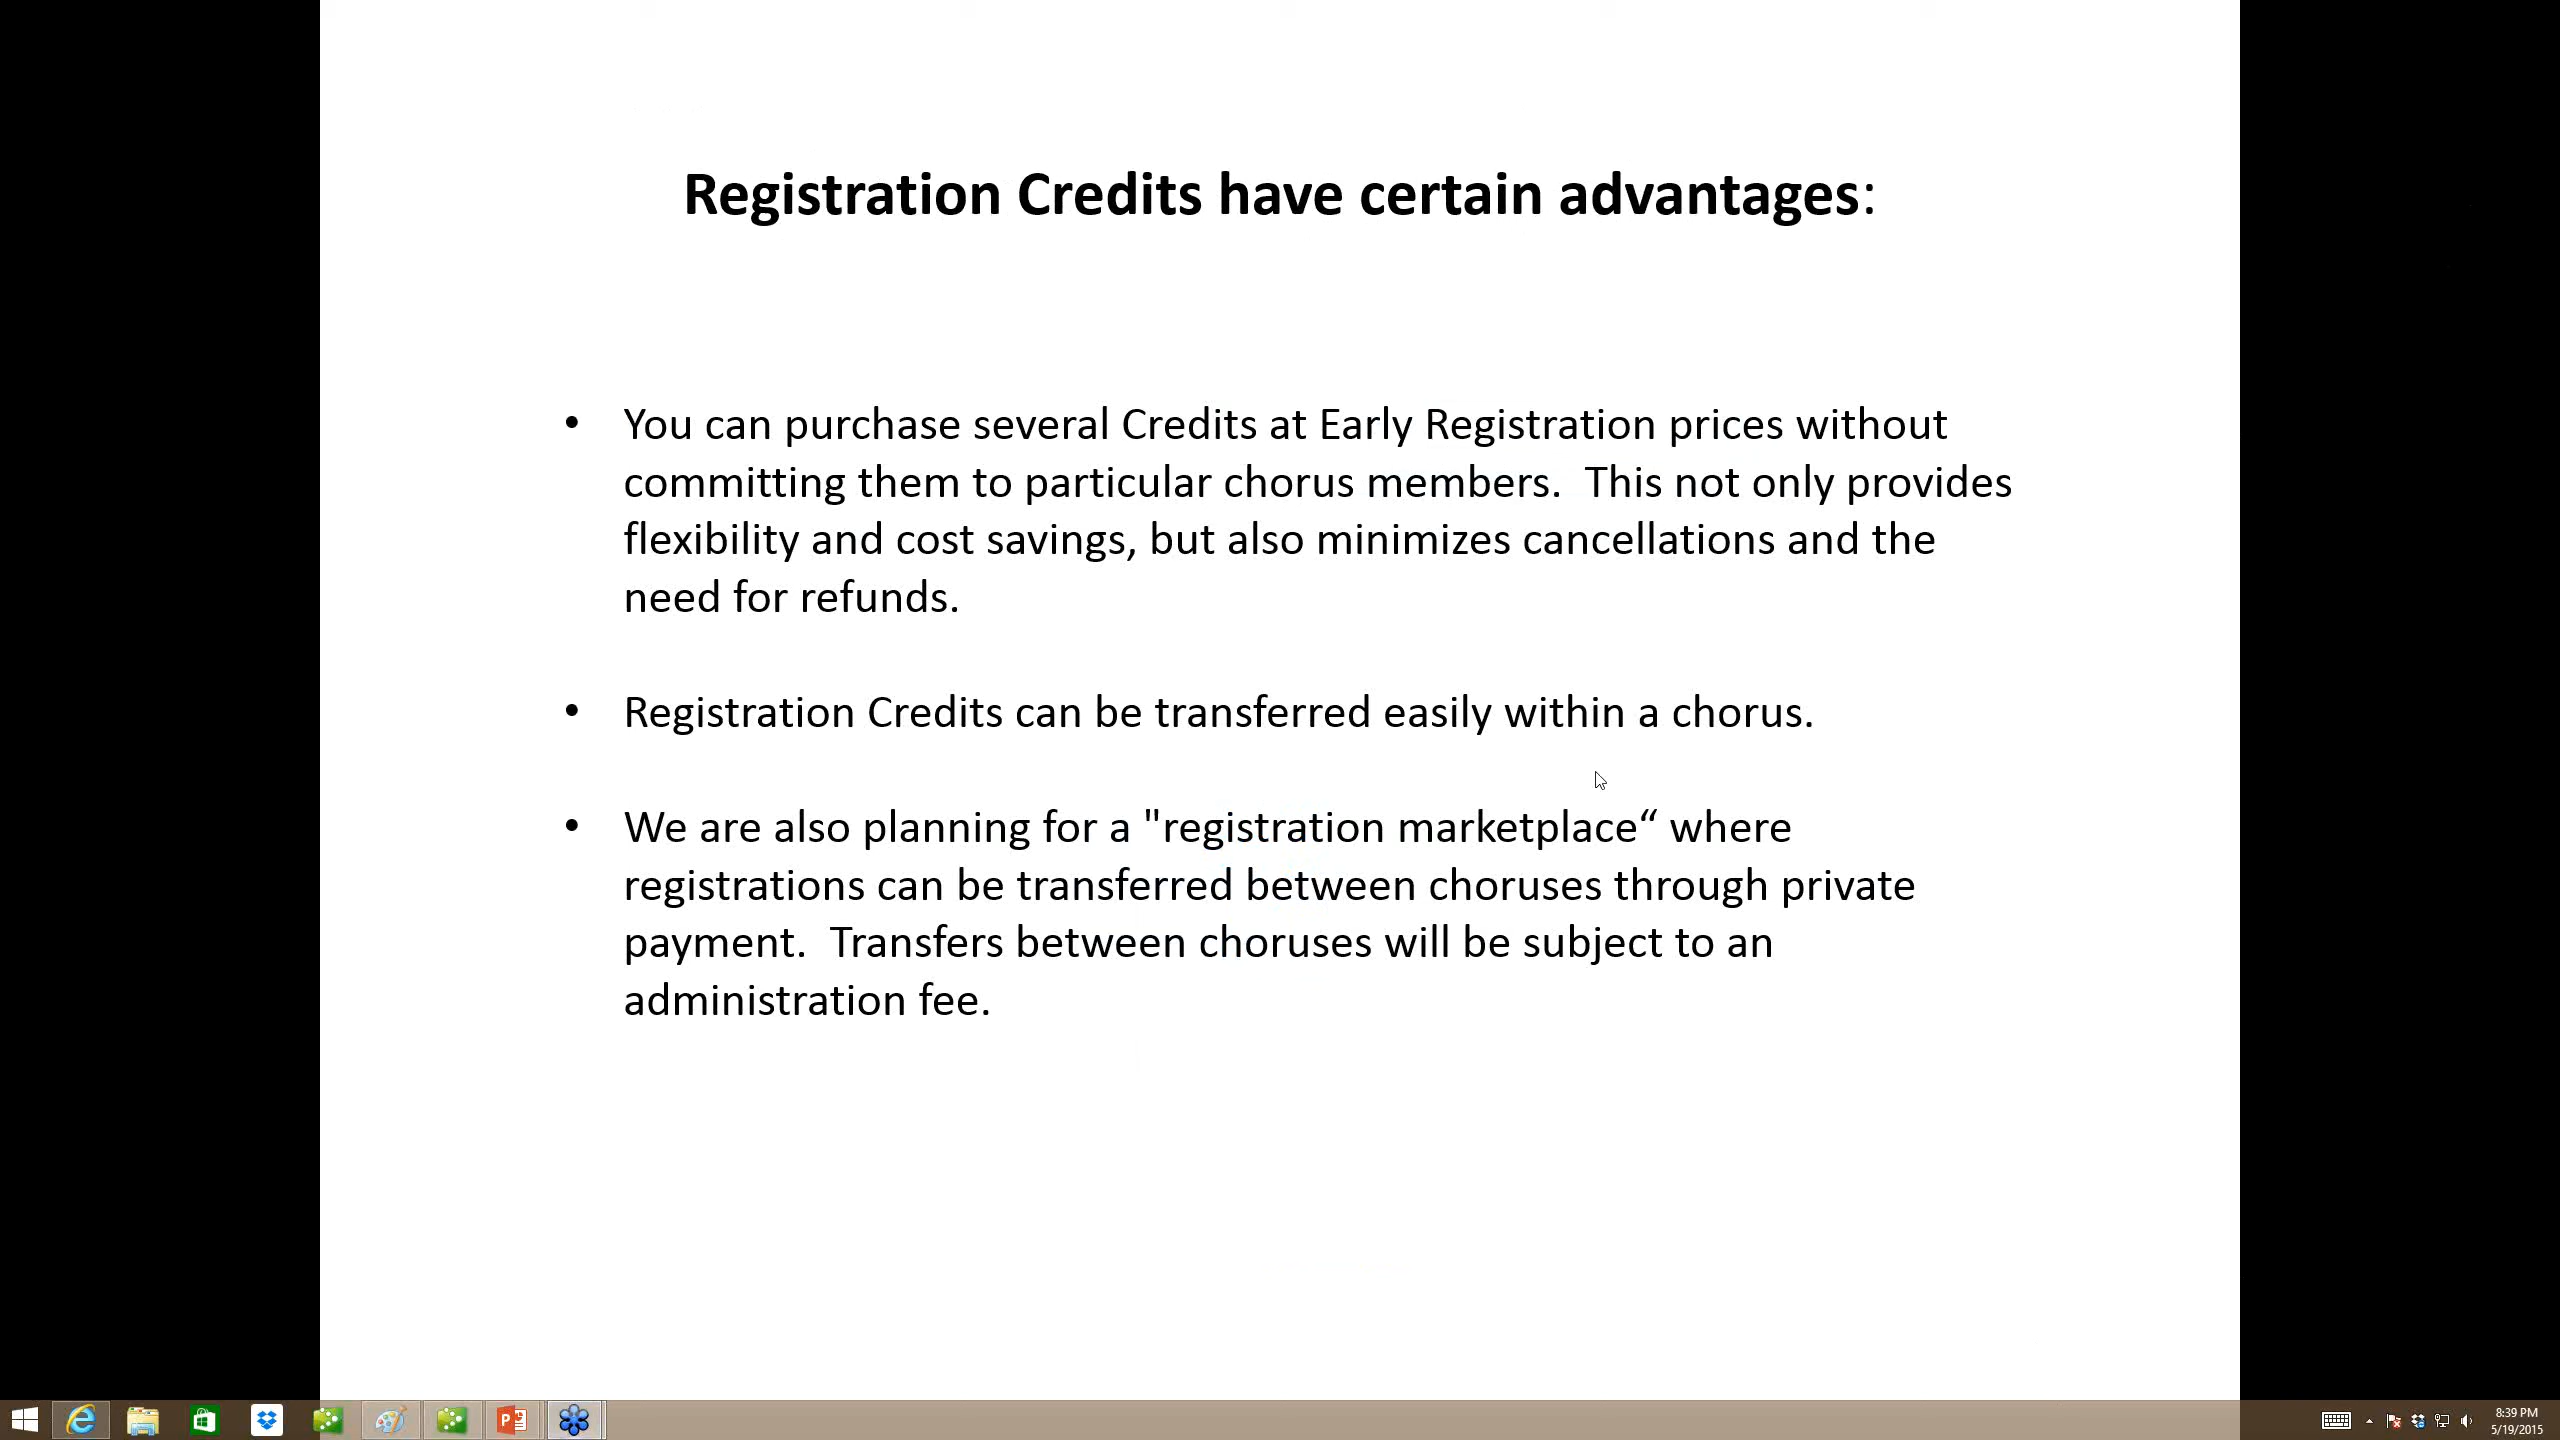 Registration Credits have certain advantages:
• You can purchase several Credits at Early Registration prices without
committing them to particular chorus members.  This not only provides
flexibility and cost savings, but also minimizes cancellations and the
need for refunds.
• Registration Credits can be transferred easily within a chorus.
• We are also planning for a "registration marketplace“ where
registrations can be transferred between choruses through private
payment.  Transfers between choruses will be subject to an
administration fee.
8:39 PM
5/19/2015